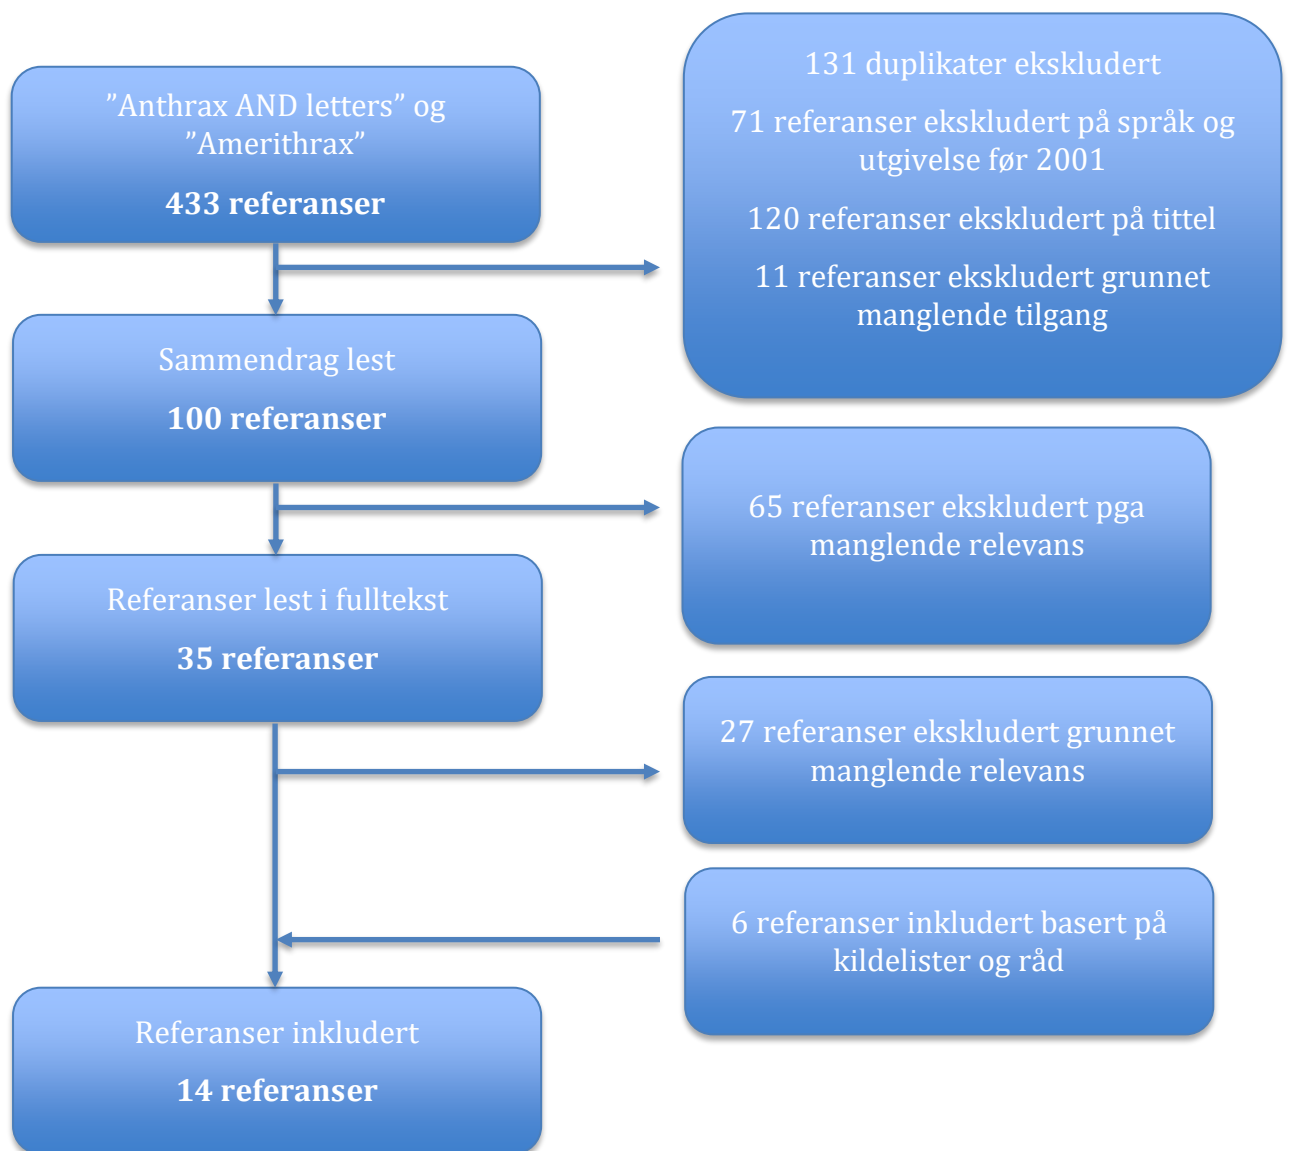 ”Anthrax AND letters” og
”Amerithrax”
433 referanser
131 duplikater ekskludert
71 referanser ekskludert på språk og
utgivelse før 2001
120 referanser ekskludert på tittel
11 referanser ekskludert grunnet
manglende tilgang
Sammendrag lest
100 referanser
65 referanser ekskludert pga
manglende relevans
Referanser lest i fulltekst
35 referanser
27 referanser ekskludert grunnet
manglende relevans
6 referanser inkludert basert på
kildelister og råd
Referanser inkludert
14 referanser